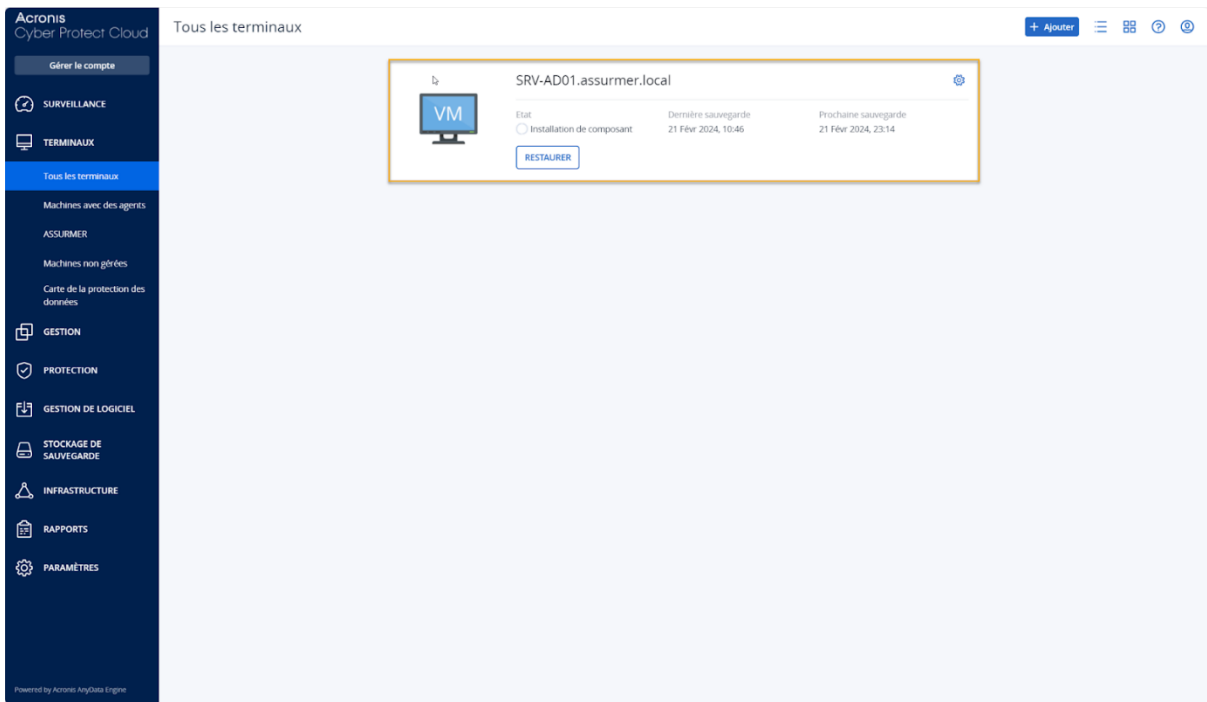 Acronis
Cyber Protect Cloud
Tous les terminaux
+ Ajouter
Gérer le compte
SURVEILLANCE
TERMINAUX
Tous les terminaux
Machines avec des agents
ASSURMER
Machines non gérées
Carte de la protection des
données
GESTION
PROTECTION
GESTION DE LOGICIEL
STOCKAGE DE
SAUVEGARDE
INFRASTRUCTURE
RAPPORTS
PARAMÈTRES
Powered by Acronis AnyData Engine
VM
SRV-AD01.assurmer.local
Etat Dernière sauvegarde Prochaine sauvegarde
Installation de composant 21 Févr 2024, 10:46 21 Févr 2024, 23:14
RESTAURER